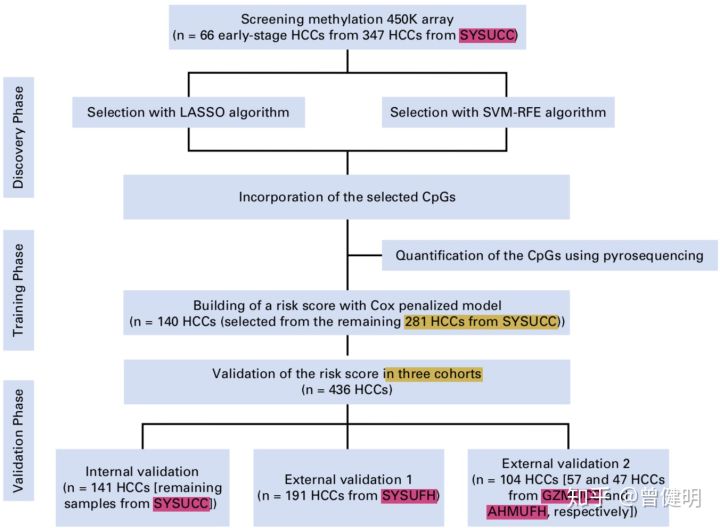 Screening methylation 450K array
(n = 66 early-stage HCCs from 347 HCCs from SYSUCC)
Discovery Phase
Selection with LASSO algorithm
Selection with SVM-RFE algorithm
Incorporation of the selected CpGs
Training Phase
Quantification of the CpGs using pyrosequencing
Building of a risk score with Cox penalized model
(n = 140 HCCs (selected from the remaining 281 HCCs from SYSUCC))
Validation Phase
Validation of the risk score in three cohorts
(n = 436 HCCs)
Internal validation
(n = 141 HCCs [remaining
samples from SYSUCC])
External validation 1
(n = 191 HCCs from SYSUFH)
External validation 2
(n = 104 HCCs [57 and 47 HCCs
from and
AHMUFH, respectively])
知乎 @曾健明